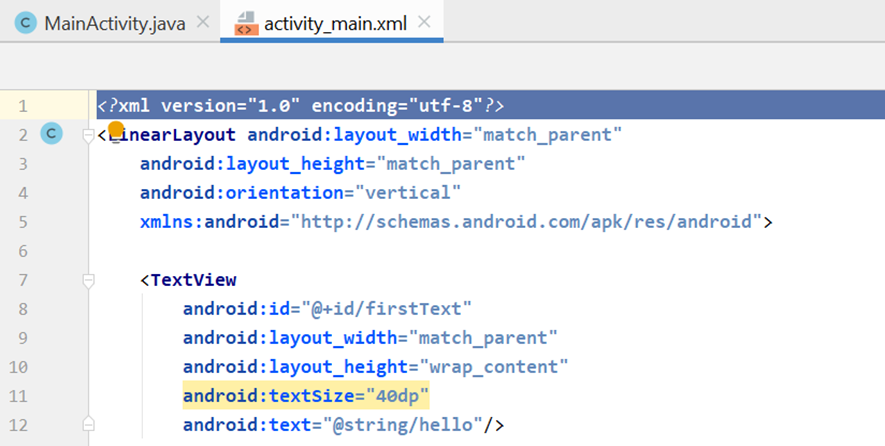 C MainActivity.java activity_main.xml
1 <?xml version="1.0" encoding="utf-8"?>
2 C <LinearLayout android:layout_width="match_parent"
3 android:layout_height="match_parent"
4 android:orientation="vertical"
5 xmlns:android="http://schemas.android.com/apk/res/android">
6
7 <TextView
8 android:id="@+id/firstText"
9 android:layout_width="match_parent"
10 android:layout_height="wrap_content"
11 android:textSize="40dp"
12 android:text="@string/hello"/>